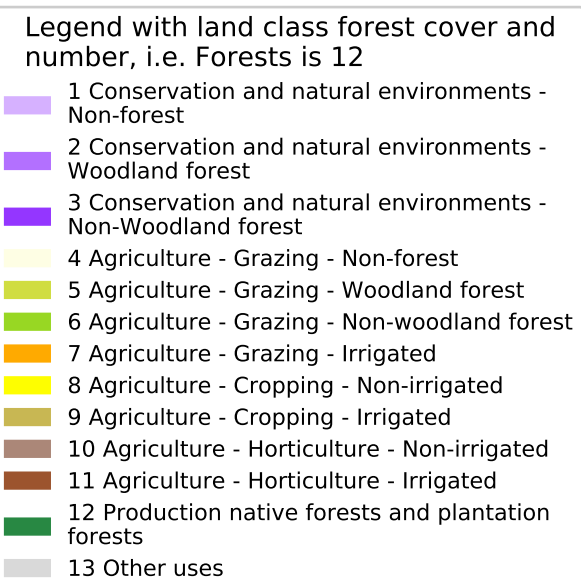 Legend with land class forest cover and
number, i.e. Forests is 12
1 Conservation and natural environments -
Non-forest
2 Conservation and natural environments -
Woodland forest
3 Conservation and natural environments -
Non-Woodland forest
4 Agriculture - Grazing - Non-forest
5 Agriculture - Grazing - Woodland forest
6 Agriculture - Grazing - Non-woodland forest
7 Agriculture - Grazing - Irrigated
8 Agriculture - Cropping - Non-irrigated
9 Agriculture - Cropping - Irrigated
10 Agriculture - Horticulture - Non-irrigated
11 Agriculture - Horticulture - Irrigated
12 Production native forests and plantation
forests
13 Other uses